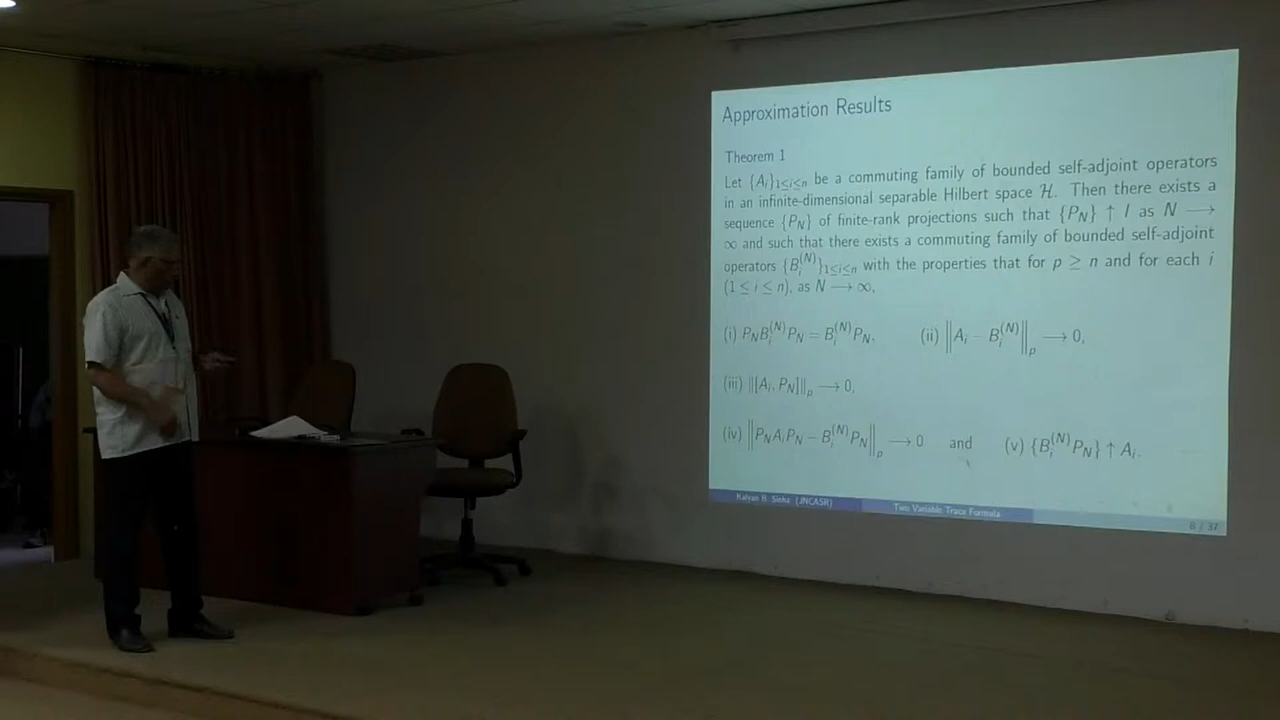 Approximation Results
Theorem 1
Let {A_i}_{1≤i≤n} be a commuting family of bounded self-adjoint operators
in an infinite-dimensional separable Hilbert space ℋ. Then there exists a
sequence {P_N} of finite-rank projections such that {P_N} ↑ I as N ⟶
∞ and such that there exists a commuting family of bounded self-adjoint
operators {B_i^{(N)}}_{1≤i≤n} with the properties that for p ≥ n and for each i
(1 ≤ i ≤ n), as N ⟶ ∞,
(i) P_N B_i^{(N)} P_N = B_i^{(N)} P_N, (ii) ‖A_i − B_i^{(N)}‖_p ⟶ 0,
(iii) ‖[A_i, P_N]‖_p ⟶ 0,
(iv) ‖P_N A_i P_N − B_i^{(N)} P_N‖_p ⟶ 0 and (v) {B_i^{(N)} P_N} ↑ A_i.
Kalyan B. Sinha (JNCASR) Two Variable Trace Formula
8 / 37